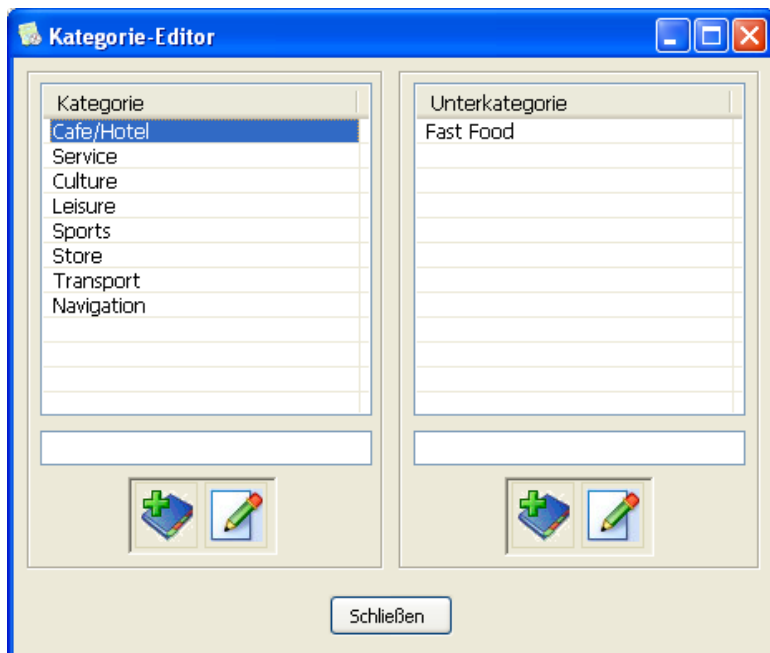 Kategorie-Editor
Kategorie
Cafe/Hotel
Service
Culture
Leisure
Sports
Store
Transport
Navigation
Unterkategorie
Fast Food
Schließen